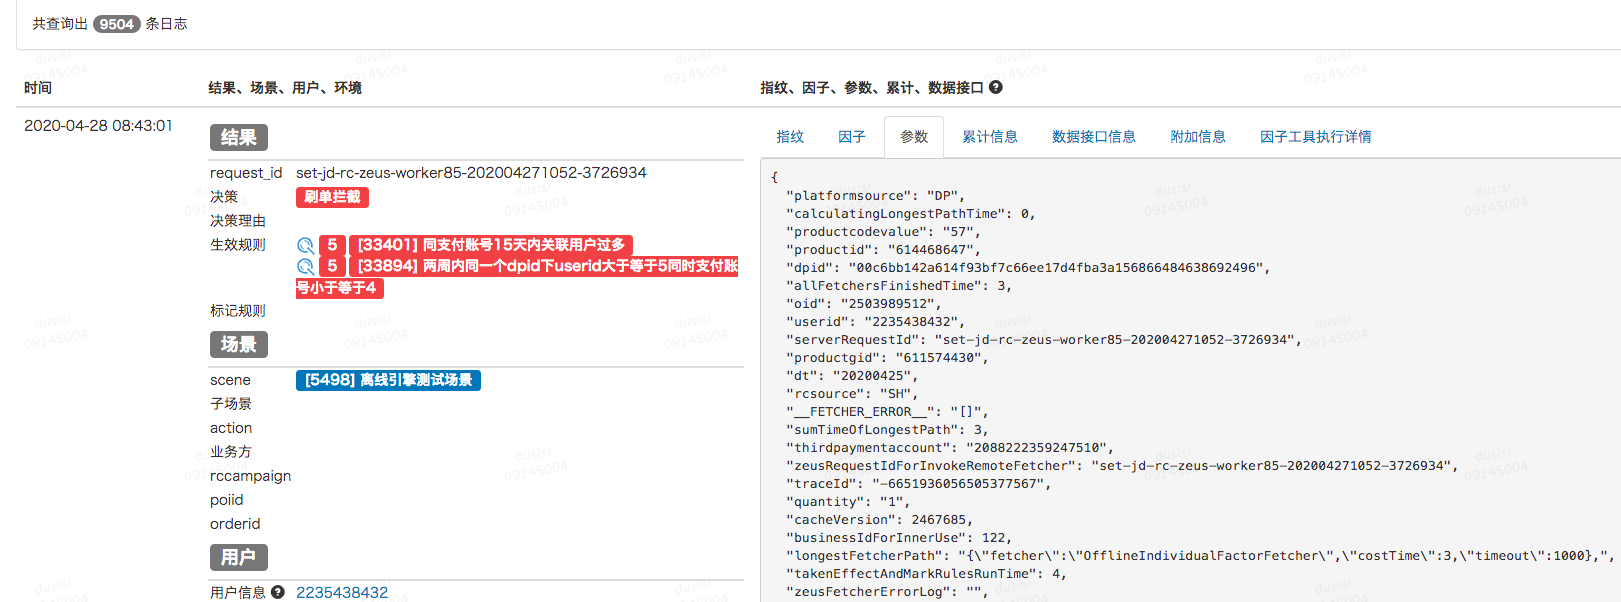 共查询出 9504 条日志
时间
结果、场景、用户、环境
指纹、因子、参数、累计、数据接口
2020-04-28 08:43:01
结果
request_id set-jd-rc-zeus-worker85-202004271052-3726934
决策 刷单拦截
决策理由
生效规则 5 [33401] 同支付账号15天内关联用户过多
5 [33894] 两周内同一个dpid下userid大于等于5同时支付账
号小于等于4
标记规则
场景
scene [5498] 离线引擎测试场景
子场景
action
业务方
rccampaign
poiid
orderid
用户
用户信息 2235438432
指纹 因子 参数 累计信息 数据接口信息 附加信息 因子工具执行详情
{
"platformsource": "DP",
"calculatingLongestPathTime": 0,
"productcodevalue": "57",
"productid": "614468647",
"dpid": "00c6bb142a614f93bf7c66ee17d4fba3a156866484638692496",
"allFetchersFinishedTime": 3,
"oid": "2503989512",
"userid": "2235438432",
"serverRequestId": "set-jd-rc-zeus-worker85-202004271052-3726934",
"productgid": "611574430",
"dt": "20200425",
"rcsource": "SH",
"__FETCHER_ERROR__": "[]",
"sumTimeOfLongestPath": 3,
"thirdpaymentaccount": "2088222359247510",
"zeusRequestIdForInvokeRemoteFetcher": "set-jd-rc-zeus-worker85-202004271052-3726934",
"traceId": "-6651936056505377567",
"quantity": "1",
"cacheVersion": 2467685,
"businessIdForInnerUse": 122,
"longestFetcherPath": "{\"fetcher\":\"OfflineIndividualFactorFetcher\",\"costTime\":3,\"timeout\":1000},",
"takenEffectAndMarkRulesRunTime": 4,
"zeusFetcherErrorLog": "",
dusisi
09145004